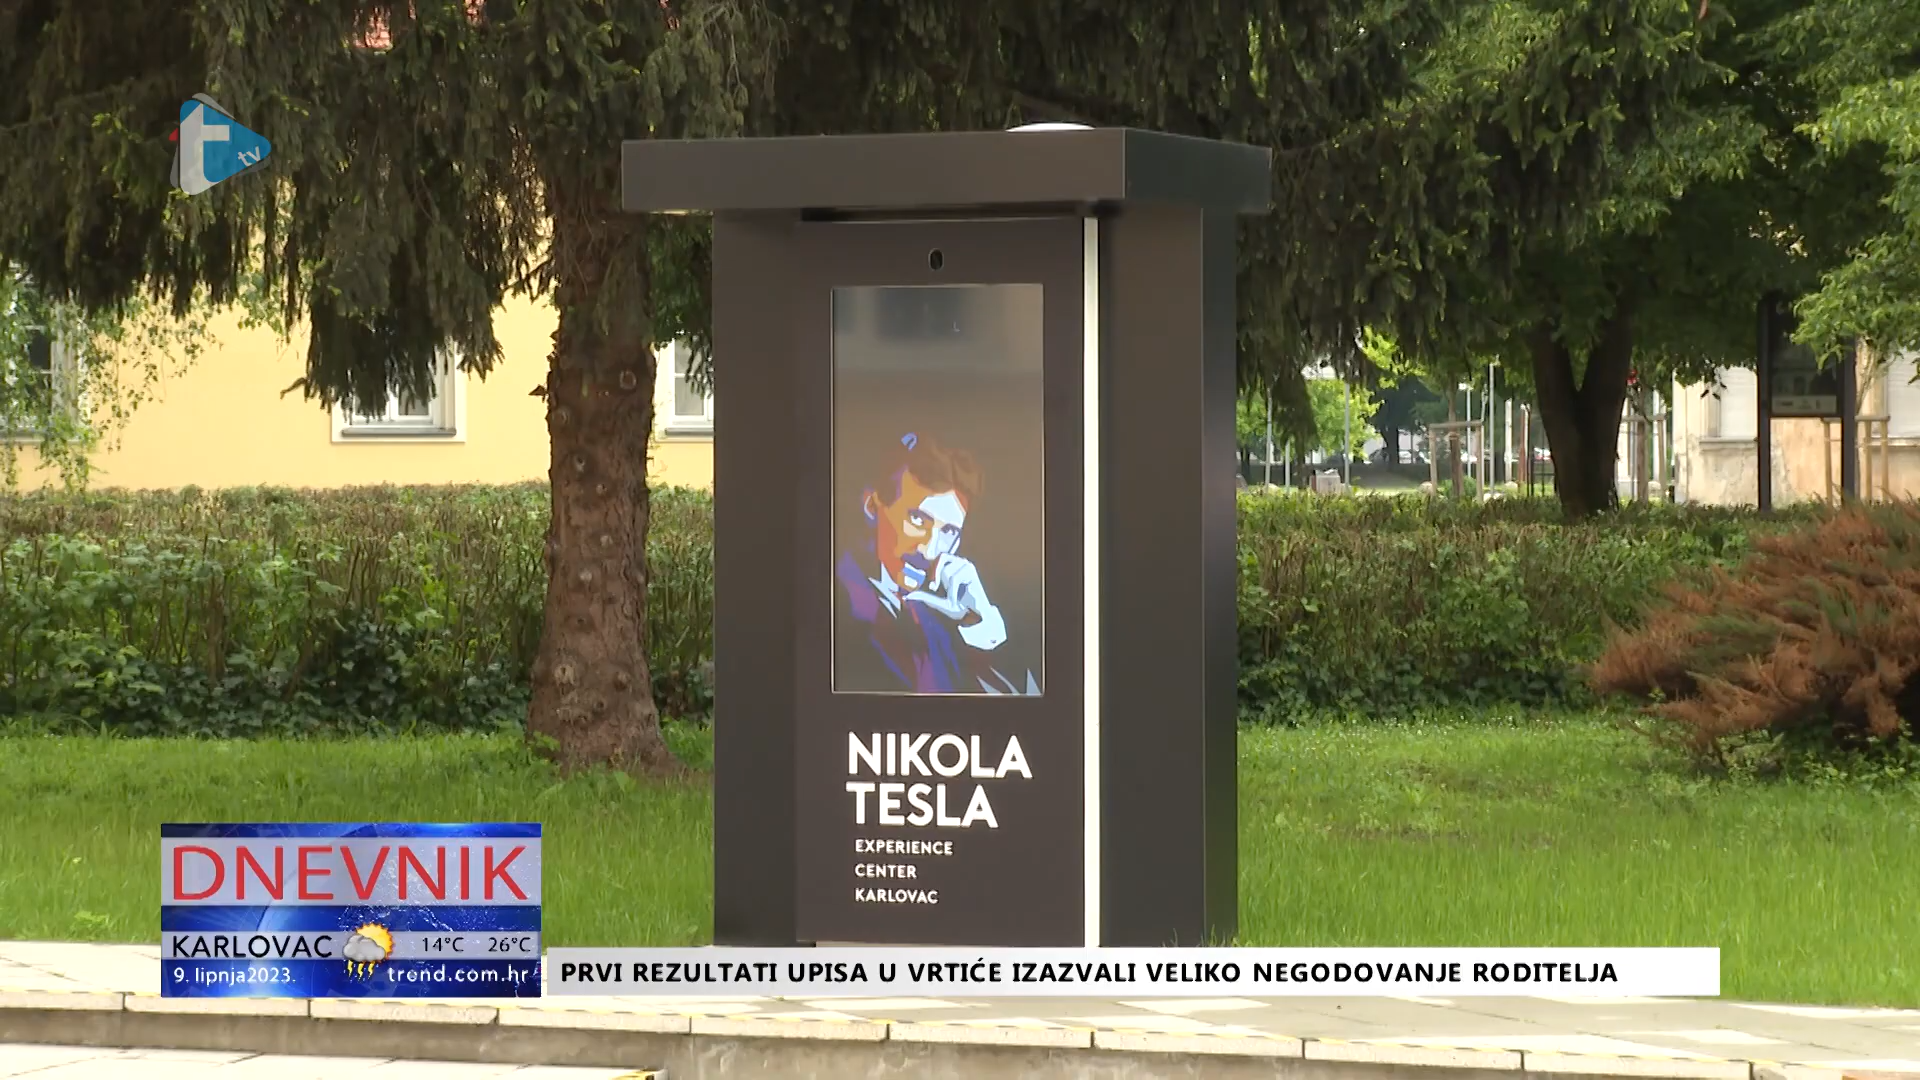 t tv
NIKOLA
TESLA
EXPERIENCE
CENTER
KARLOVAC
DNEVNIK
KARLOVAC 14°C 26°C
9. lipnja2023. trend.com.hr
PRVI REZULTATI UPISA U VRTIĆE IZAZVALI VELIKO NEGODOVANJE RODITELJA